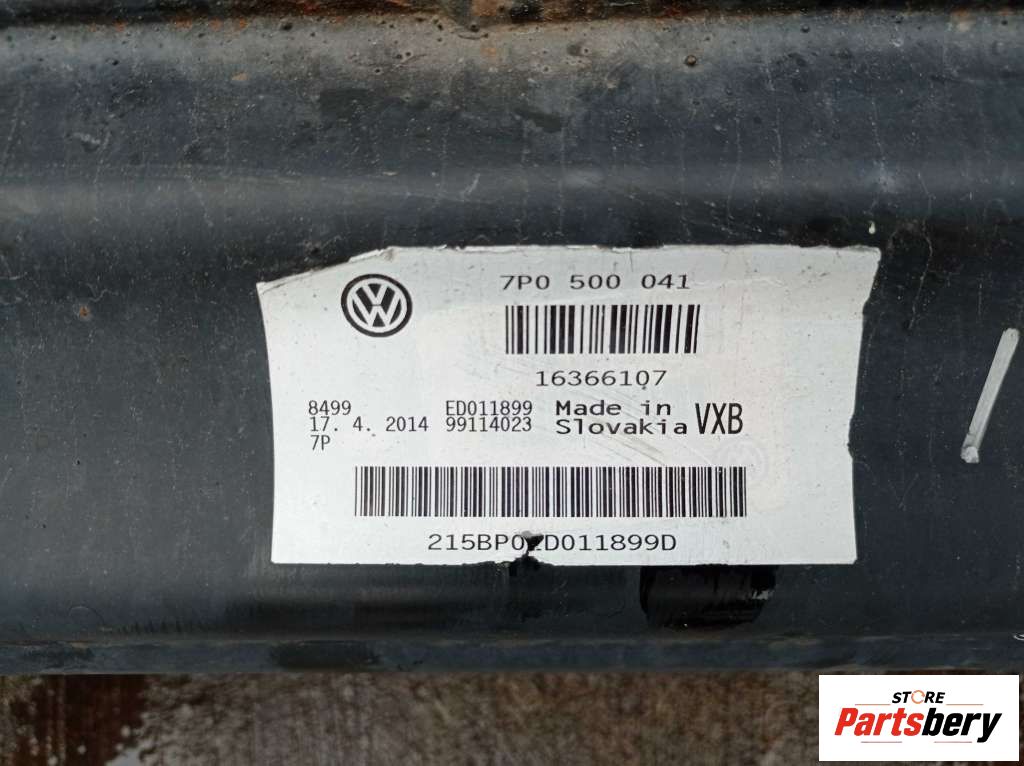 7P0 500 041
16366107
8499 ED011899 Made in VXB
17. 4. 2014 99114023 Slovakia
7P
STORE
Partsbery